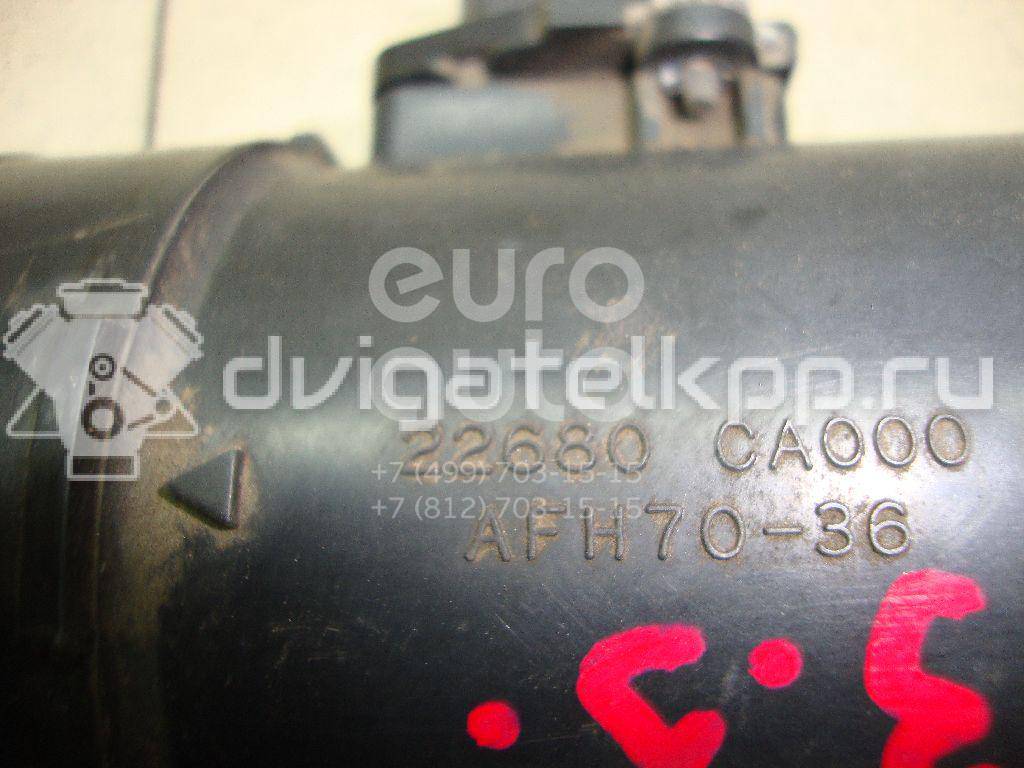 euro
dvigatelkpp.ru
22680 CA000
+7 (499) 703-15-15
+7 (812) 703-15-15
AFH70-36